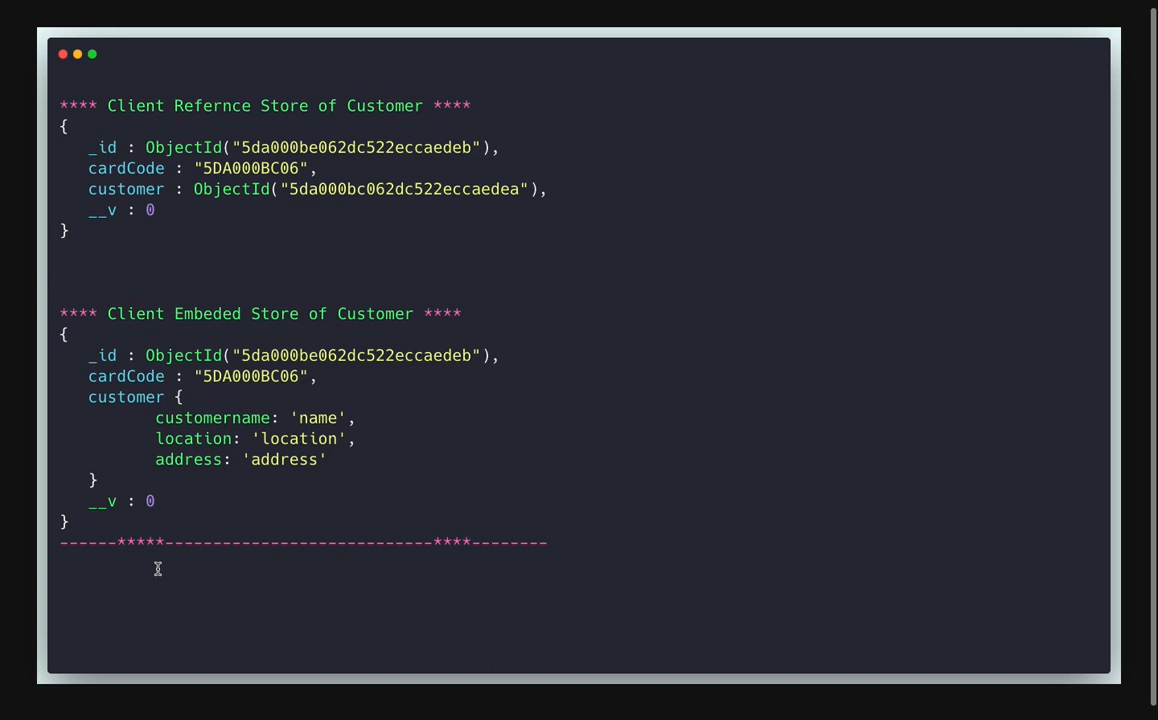 **** Client Refernce Store of Customer ****
{
_id : ObjectId("5da000be062dc522eccaedeb"),
cardCode : "5DA000BC06",
customer : ObjectId("5da000bc062dc522eccaedea"),
__v : 0
}
**** Client Embeded Store of Customer ****
{
_id : ObjectId("5da000be062dc522eccaedeb"),
cardCode : "5DA000BC06",
customer {
customername: 'name',
location: 'location',
address: 'address'
}
__v : 0
}
------*****----------------------------****--------